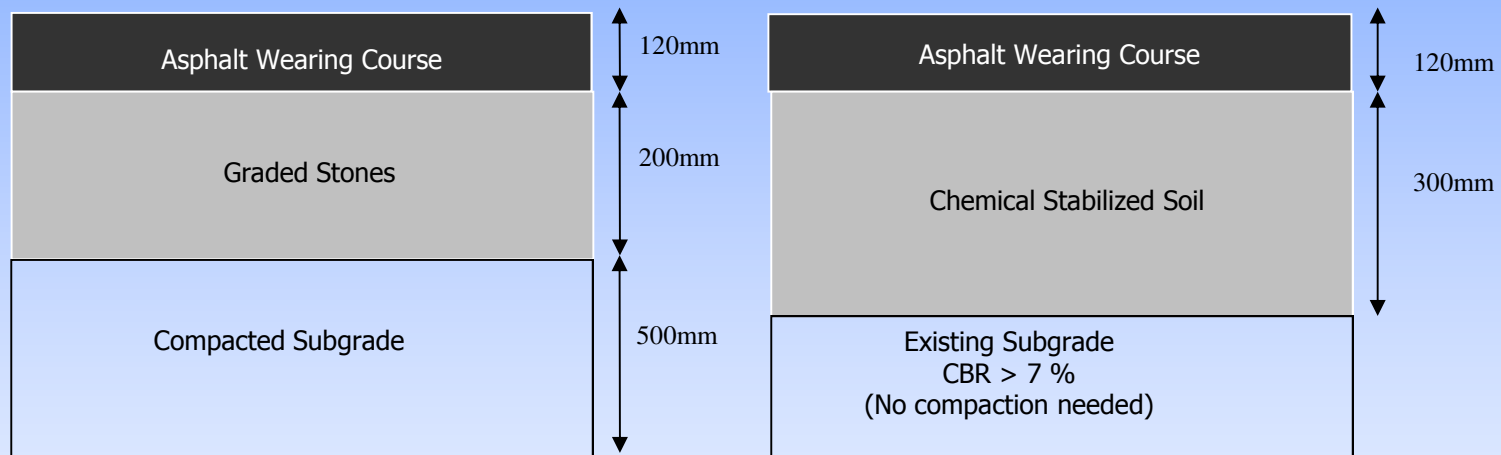 Asphalt Wearing Course
120mm
Graded Stones
200mm
Compacted Subgrade
500mm
Asphalt Wearing Course
120mm
Chemical Stabilized Soil
300mm
Existing Subgrade
CBR > 7 %
(No compaction needed)